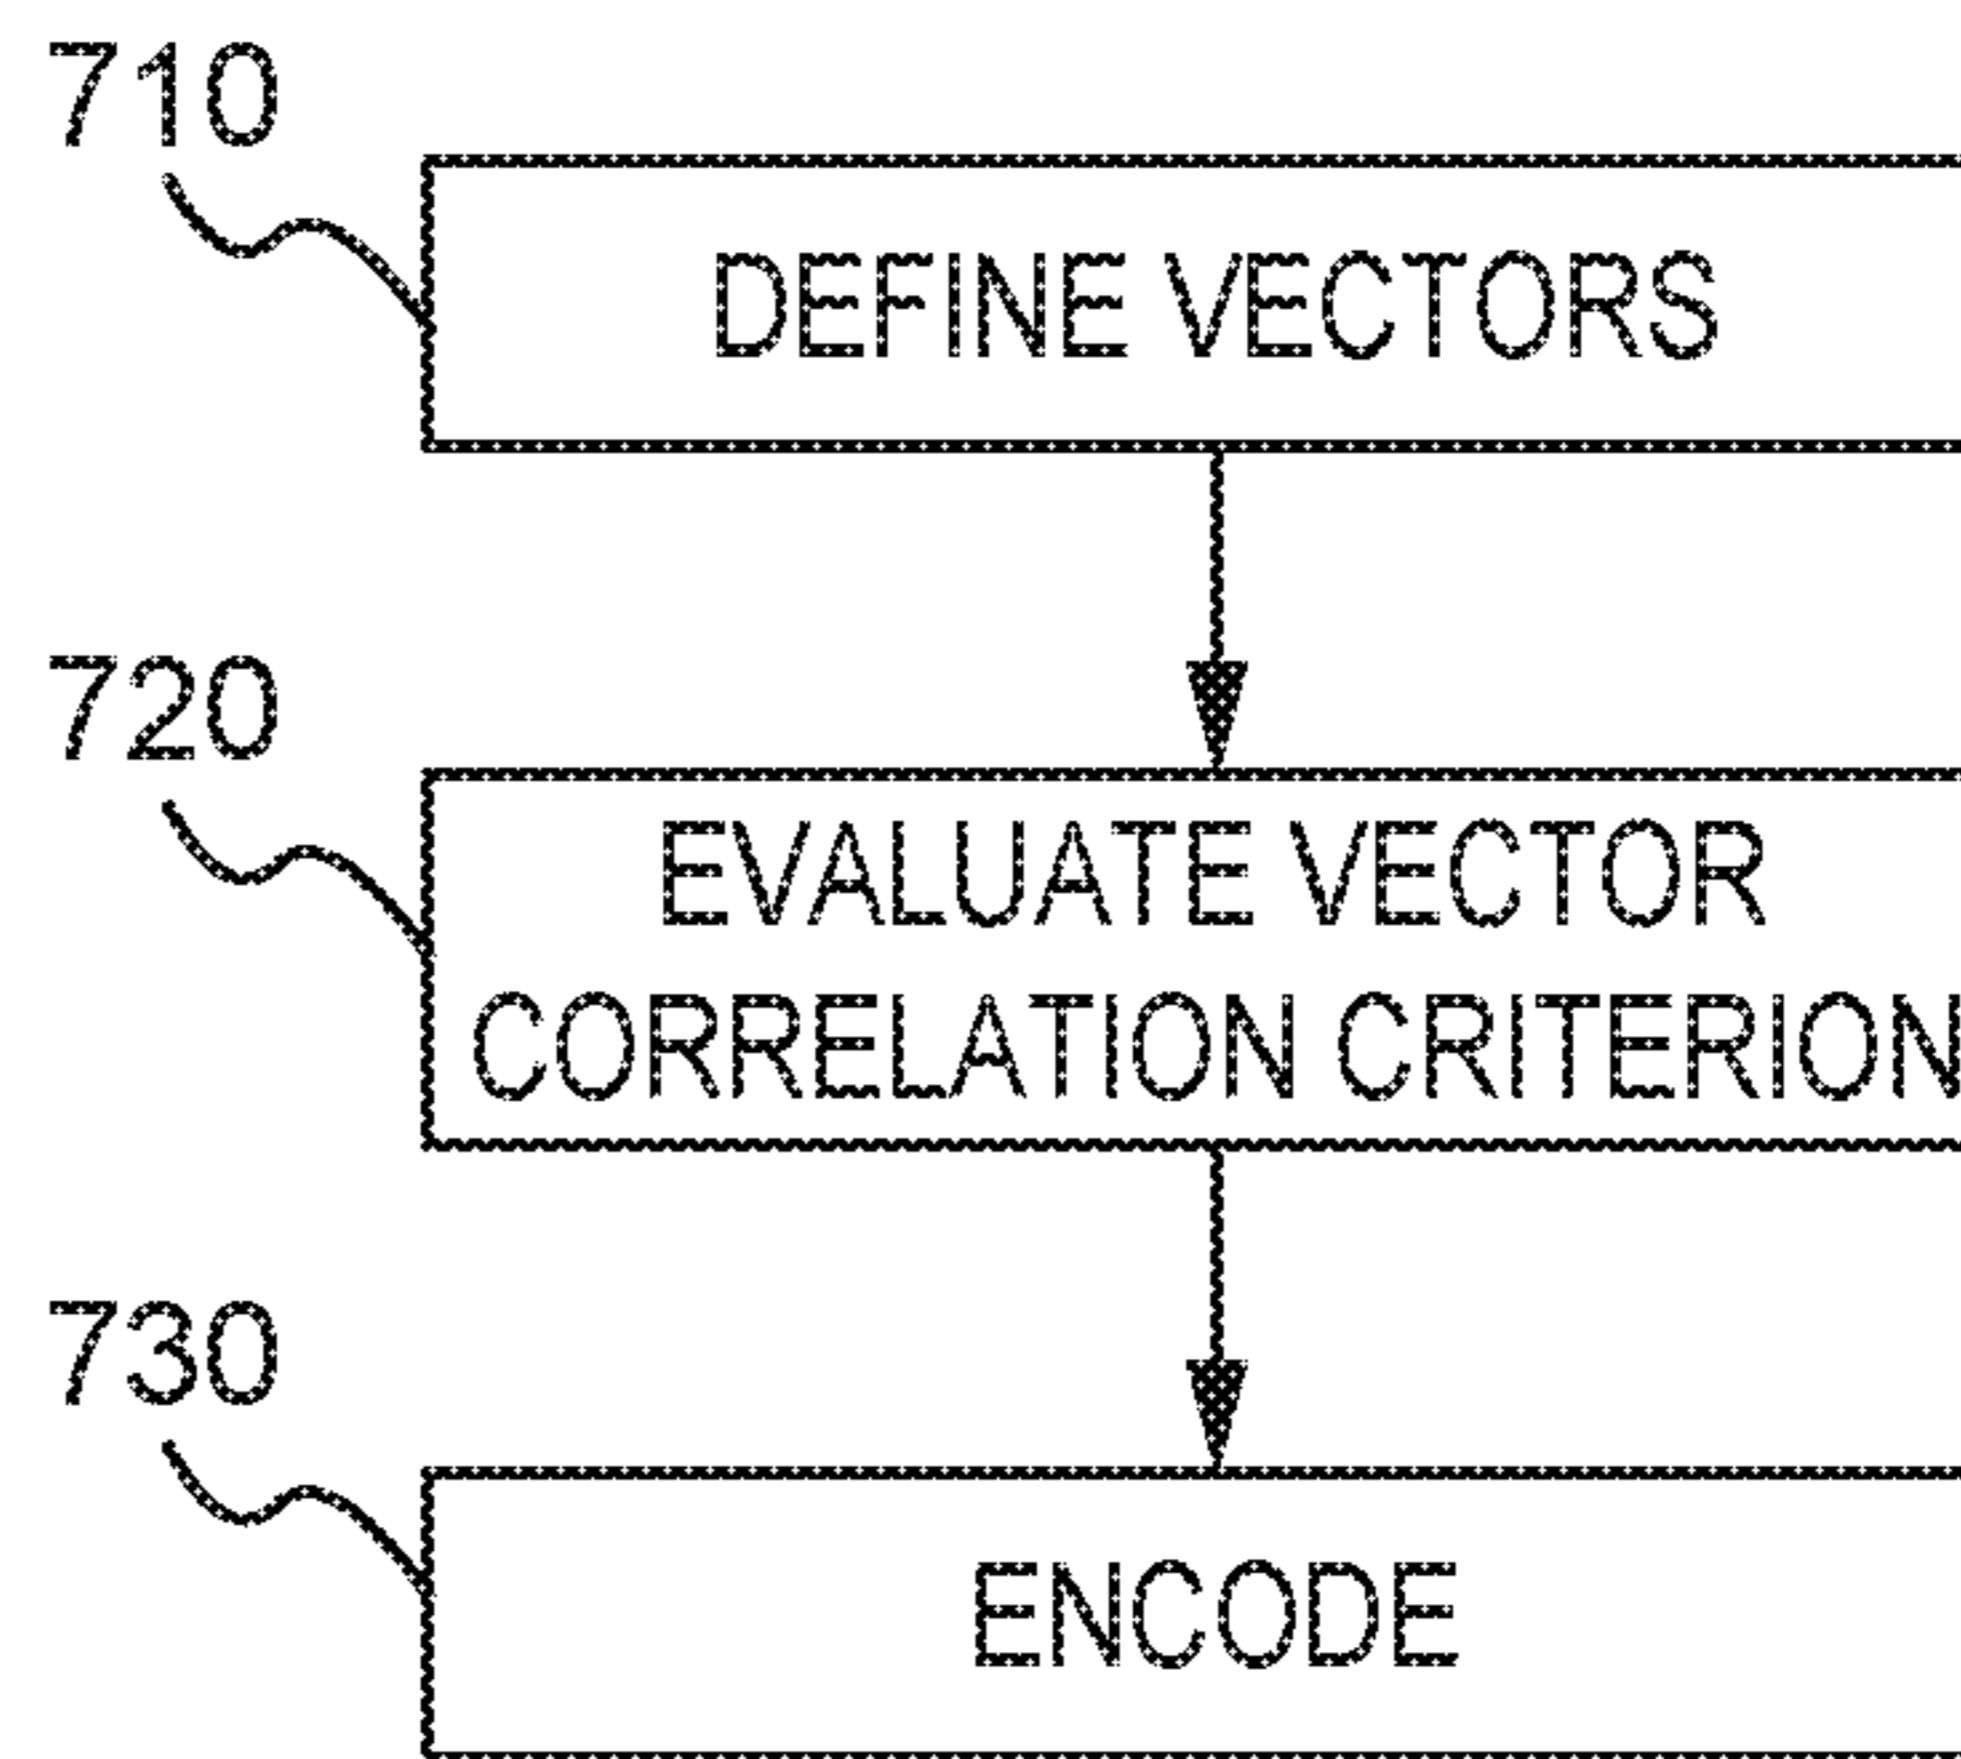 710
DEFINE VECTORS
720
EVALUATE VECTOR
CORRELATION CRITERION
730
ENCODE